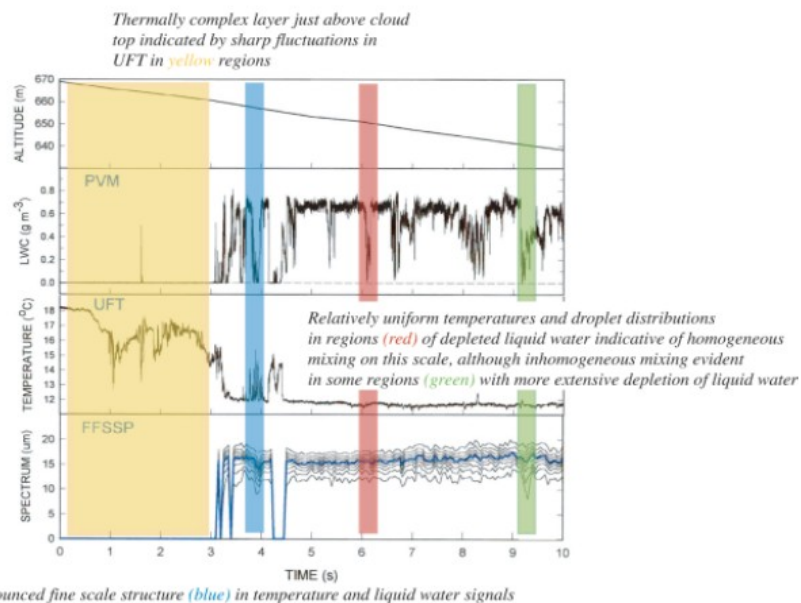 Thermally complex layer just above cloud
top indicated by sharp fluctuations in
UFT in yellow regions
670
660
650
640
ALTITUDE (m)
PVM
0.8
0.6
0.4
0.2
0.0
LWC (g m-3)
UFT
18
17
16
15
14
13
12
TEMPERATURE (°C)
Relatively uniform temperatures and droplet distributions
in regions (red) of depleted liquid water indicative of homogeneous
mixing on this scale, although inhomogeneous mixing evident
in some regions (green) with more extensive depletion of liquid water
FFSSP
20
15
10
5
0
SPECTRUM (um)
0 1 2 3 4 5 6 7 8 9 10
TIME (s)
ounced fine scale structure (blue) in temperature and liquid water signals